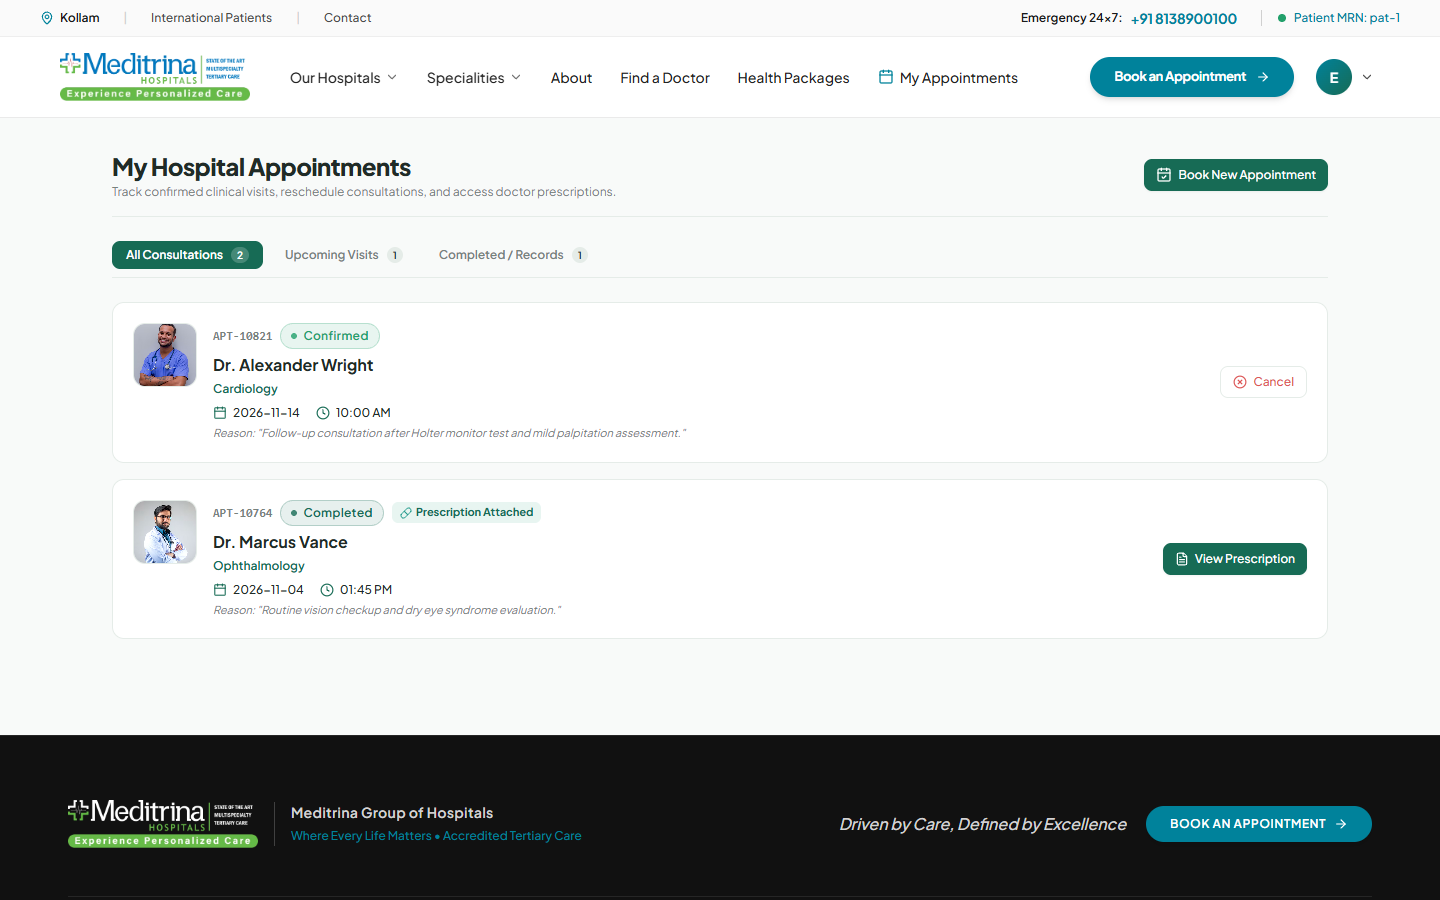 Kollam | International Patients | Contact
Emergency 24×7: +91 8138900100 | Patient MRN: pat-1
Meditrina
HOSPITALS
STATE OF THE ART
MULTISPECIALTY
TERTIARY CARE
Experience Personalized Care
Our Hospitals
Specialities
About
Find a Doctor
Health Packages
My Appointments
Book an Appointment
E
My Hospital Appointments
Track confirmed clinical visits, reschedule consultations, and access doctor prescriptions.
Book New Appointment
All Consultations 2
Upcoming Visits 1
Completed / Records 1
APT-10821 Confirmed
Dr. Alexander Wright
Cardiology
2026-11-14 10:00 AM
Reason: "Follow-up consultation after Holter monitor test and mild palpitation assessment."
Cancel
APT-10764 Completed Prescription Attached
Dr. Marcus Vance
Ophthalmology
2026-11-04 01:45 PM
Reason: "Routine vision checkup and dry eye syndrome evaluation."
View Prescription
Meditrina
HOSPITALS
STATE OF THE ART
MULTISPECIALTY
TERTIARY CARE
Experience Personalized Care
Meditrina Group of Hospitals
Where Every Life Matters • Accredited Tertiary Care
Driven by Care, Defined by Excellence
BOOK AN APPOINTMENT